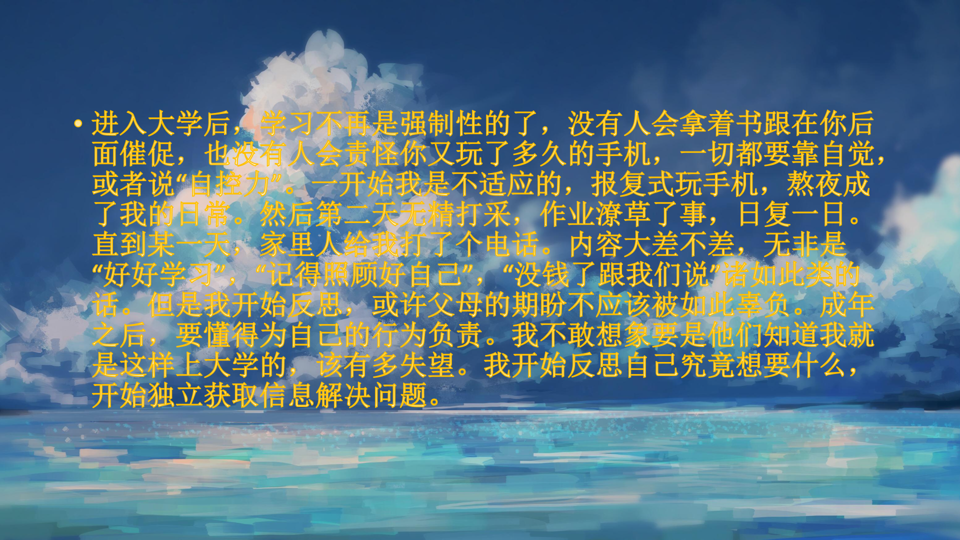 • 进入大学后，学习不再是强制性的了，没有人会拿着书跟在你后
面催促，也没有人会责怪你又玩了多久的手机，一切都要靠自觉，
或者说“自控力”。一开始我是不适应的，报复式玩手机，熬夜成
了我的日常。然后第二天无精打采，作业潦草了事，日复一日。
直到某一天，家里人给我打了个电话。内容大差不差，无非是
“好好学习”，“记得照顾好自己”，“没钱了跟我们说”诸如此类的
话。但是我开始反思，或许父母的期盼不应该被如此辜负。成年
之后，要懂得为自己的行为负责。我不敢想象要是他们知道我就
是这样上大学的，该有多失望。我开始反思自己究竟想要什么，
开始独立获取信息解决问题。